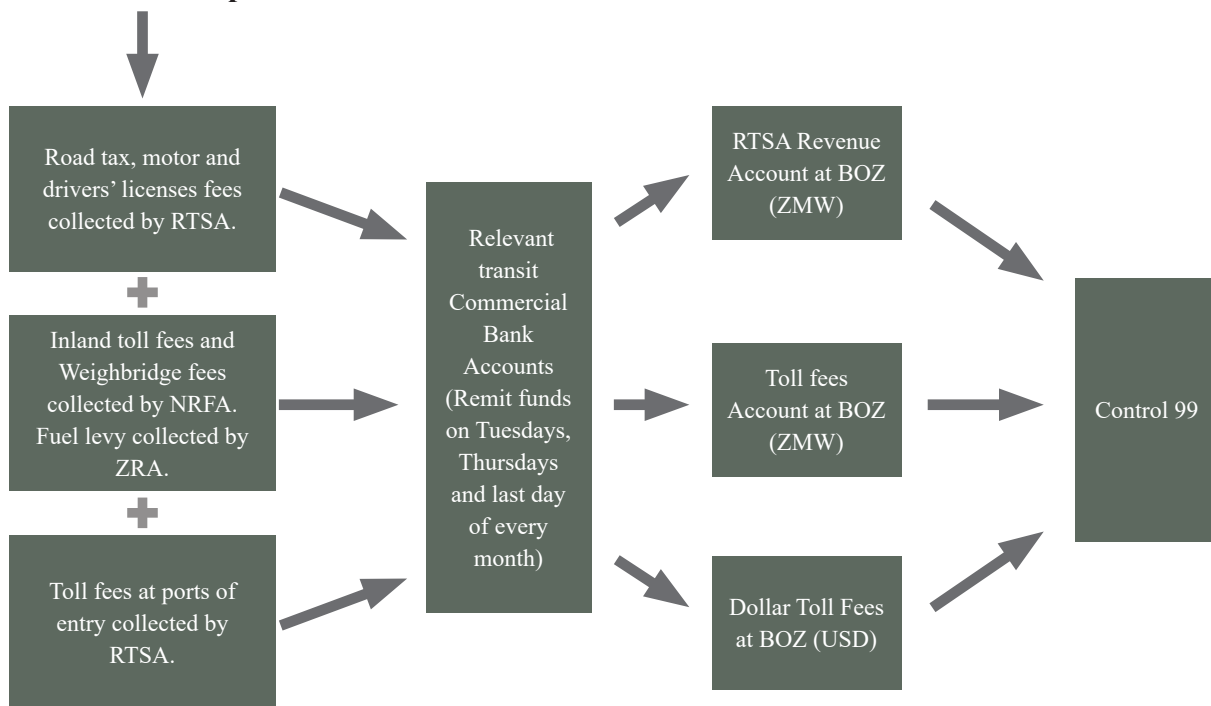 Road tax, motor and
drivers’ licenses fees
collected by RTSA.
Inland toll fees and
Weighbridge fees
collected by NRFA.
Fuel levy collected by
ZRA.
Toll fees at ports of
entry collected by
RTSA.
Relevant
transit
Commercial
Bank
Accounts
(Remit funds
on Tuesdays,
Thursdays
and last day
of every
month)
RTSA Revenue
Account at BOZ
(ZMW)
Toll fees
Account at BOZ
(ZMW)
Dollar Toll Fees
at BOZ (USD)
Control 99